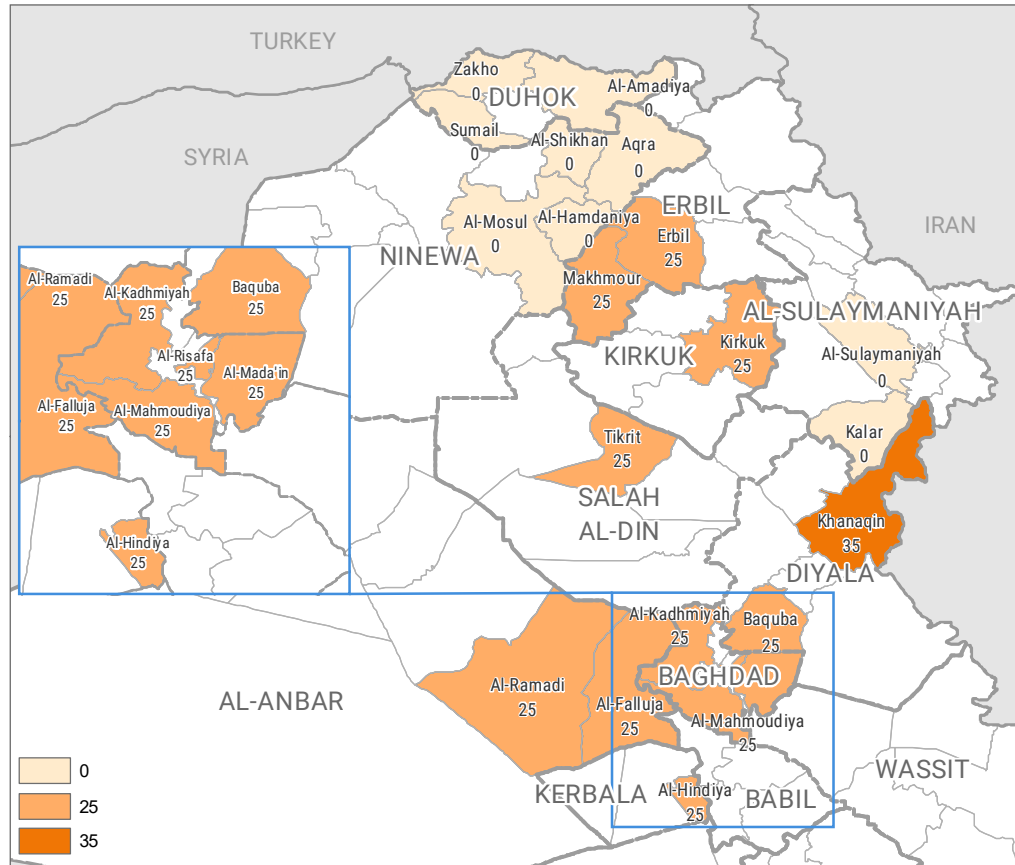 TURKEY
SYRIA
IRAN
Zakho
0
DUHOK
Al-Amadiya
0
Sumail
0
Al-Shikhan
0
Aqra
0
Al-Mosul
0
Al-Hamdaniya
0
NINEWA
ERBIL
Erbil
25
Makhmour
25
AL-SULAYMANIYAH
KIRKUK
Kirkuk
25
Al-Sulaymaniyah
0
Kalar
0
Tikrit
25
SALAH
AL-DIN
Khanaqin
35
DIYALA
Al-Ramadi
25
Al-Kadhmiyah
25
Baquba
25
Al-Risafa
25
Al-Mada'in
25
Al-Falluja
25
Al-Mahmoudiya
25
Al-Hindiya
25
Al-Kadhmiyah
25
Baquba
25
BAGHDAD
AL-ANBAR
Al-Ramadi
25
Al-Falluja
25
Al-Mahmoudiya
25
WASSIT
KERBALA
Al-Hindiya
25
BABIL
0
25
35